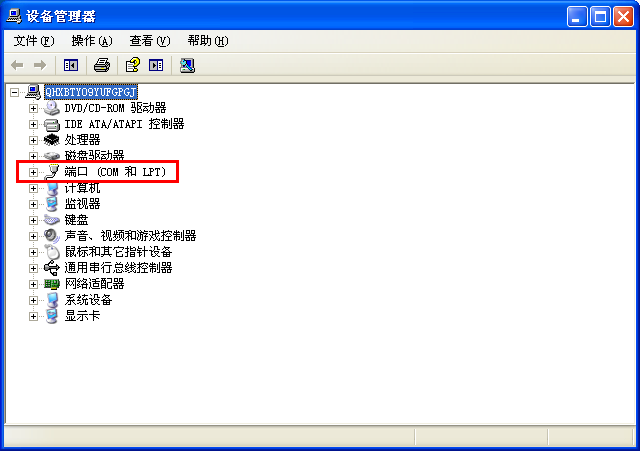 设备管理器
文件(F) 操作(A) 查看(V) 帮助(H)
QHXBTYO9YUFGPGJ
DVD/CD-ROM 驱动器
IDE ATA/ATAPI 控制器
处理器
磁盘驱动器
端口 (COM 和 LPT)
计算机
监视器
键盘
声音、视频和游戏控制器
鼠标和其它指针设备
通用串行总线控制器
网络适配器
系统设备
显示卡